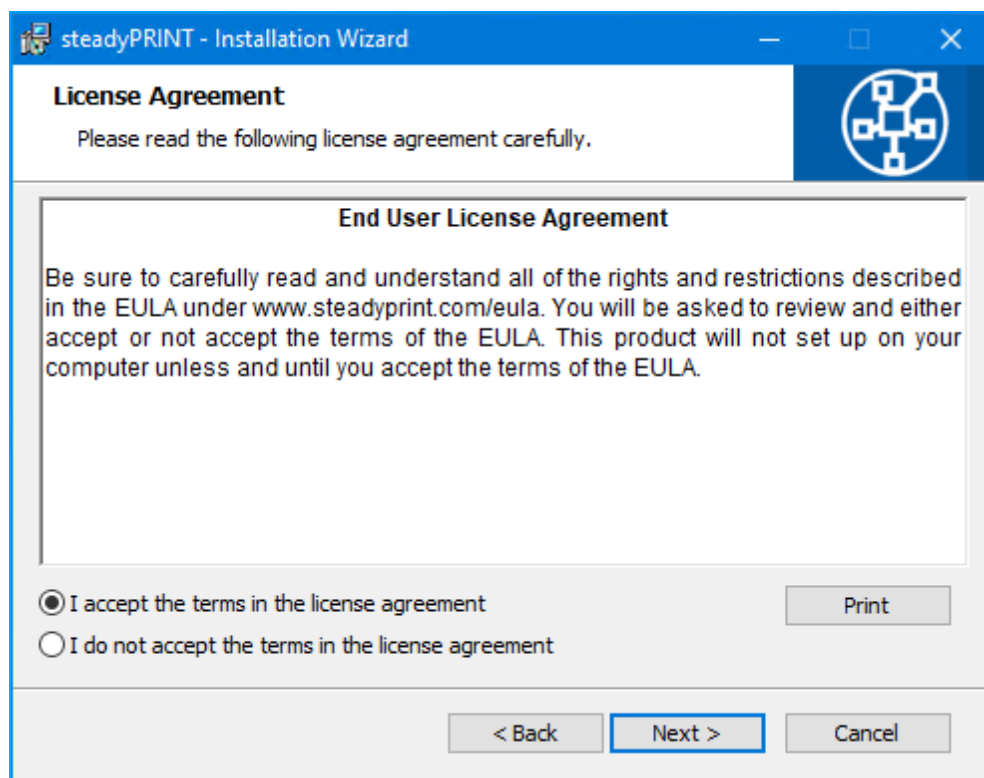 steadyPRINT - Installation Wizard
License Agreement
Please read the following license agreement carefully.
End User License Agreement
Be sure to carefully read and understand all of the rights and restrictions described
in the EULA under www.steadyprint.com/eula. You will be asked to review and either
accept or not accept the terms of the EULA. This product will not set up on your
computer unless and until you accept the terms of the EULA.
I accept the terms in the license agreement
Print
I do not accept the terms in the license agreement
< Back
Next >
Cancel